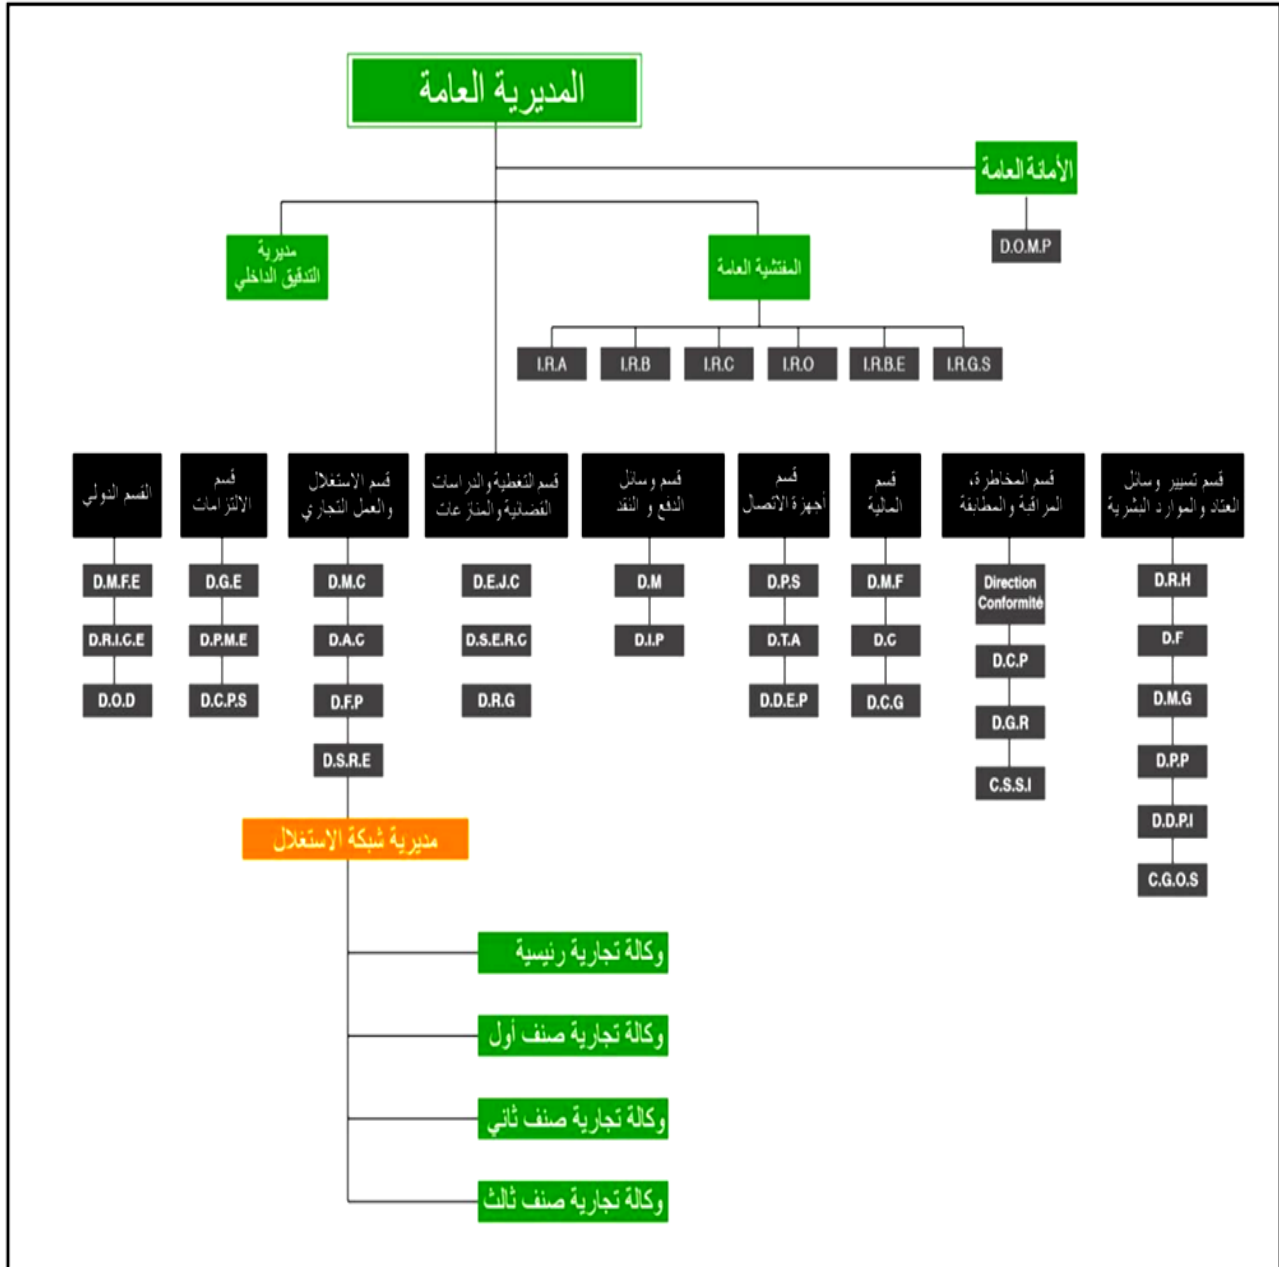 المديرية العامة
الأمانة العامة
D.O.M.P
المفتشية العامة
مديرية
التدقيق الداخلي
I.R.A
I.R.B
I.R.C
I.R.O
I.R.B.E
I.R.G.S
القسم الدولي
D.M.F.E
D.R.I.C.E
D.O.D
قسم
الالتزامات
D.G.E
D.P.M.E
D.C.P.S
قسم الاستغلال
والعمل التجاري
D.M.C
D.A.C
D.F.P
D.S.R.E
قسم التغطية والدراسات
القضائية والمنازعات
D.E.J.C
D.S.E.R.C
D.R.G
قسم وسائل
الدفع و النقد
D.M
D.I.P
قسم
أجهزة الاتصال
D.P.S
D.T.A
D.D.E.P
قسم
المالية
D.M.F
D.C
D.C.G
قسم المخاطرة،
المراقبة والمطابقة
Direction
Conformité
D.C.P
D.G.R
C.S.S.I
قسم تسيير وسائل
العتاد والموارد البشرية
D.R.H
D.F
D.M.G
D.P.P
D.D.P.I
C.G.O.S
مديرية شبكة الاستغلال
وكالة تجارية رئيسية
وكالة تجارية صنف أول
وكالة تجارية صنف ثاني
وكالة تجارية صنف ثالث